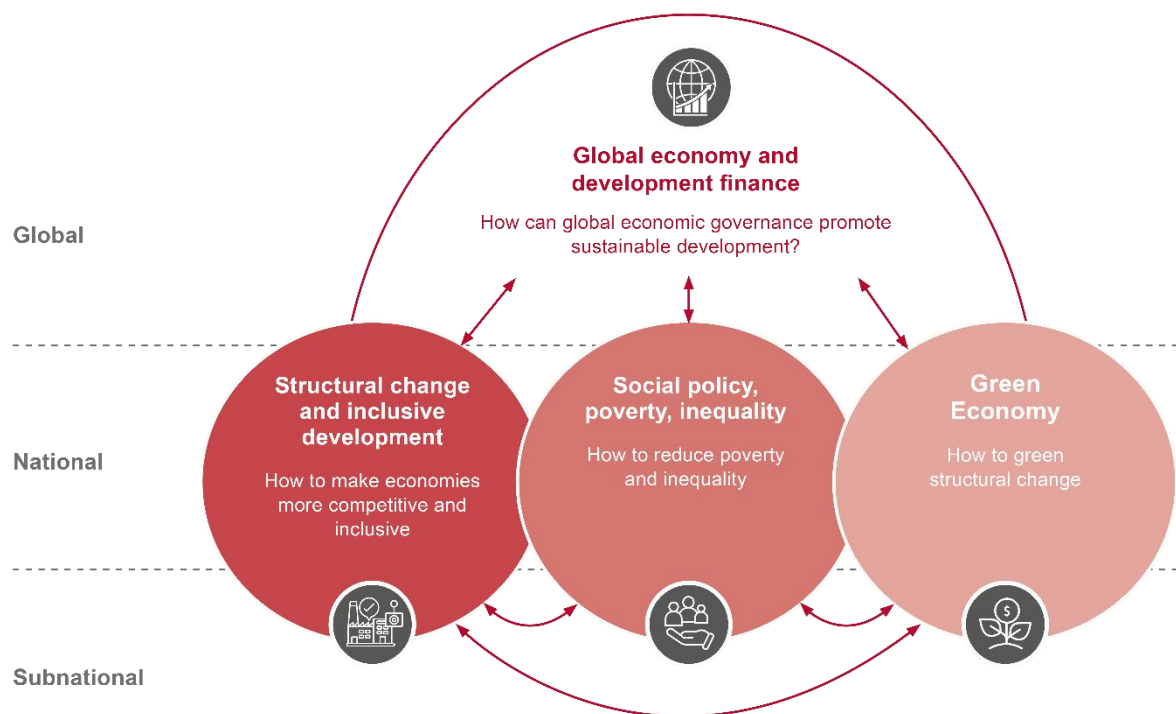 Global economy and
development finance
How can global economic governance promote
sustainable development?
Global
Structural change
and inclusive
development
How to make economies
more competitive and
inclusive
Social policy,
poverty, inequality
How to reduce poverty
and inequality
Green
Economy
How to green
structural change
National
Subnational
$